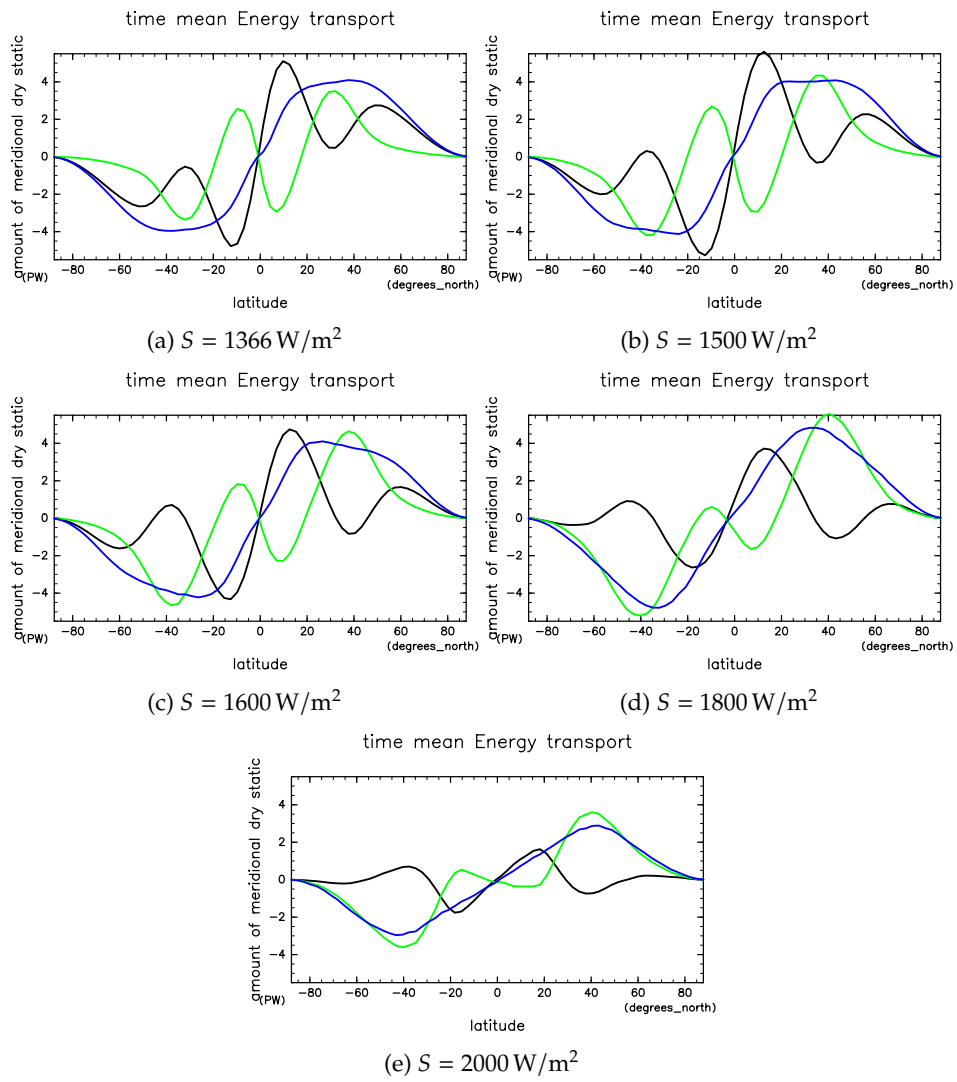 time mean Energy transport
time mean Energy transport
amount of meridional dry static
4
2
0
−2
−4
(PW)
−80 −60 −40 −20 0 20 40 60 80
(degrees_north)
latitude
amount of meridional dry static
4
2
0
−2
−4
(PW)
−80 −60 −40 −20 0 20 40 60 80
(degrees_north)
latitude
(a) S = 1366 W/m²
(b) S = 1500 W/m²
time mean Energy transport
time mean Energy transport
amount of meridional dry static
4
2
0
−2
−4
(PW)
−80 −60 −40 −20 0 20 40 60 80
(degrees_north)
latitude
amount of meridional dry static
4
2
0
−2
−4
(PW)
−80 −60 −40 −20 0 20 40 60 80
(degrees_north)
latitude
(c) S = 1600 W/m²
(d) S = 1800 W/m²
time mean Energy transport
amount of meridional dry static
4
2
0
−2
−4
(PW)
−80 −60 −40 −20 0 20 40 60 80
(degrees_north)
latitude
(e) S = 2000 W/m²